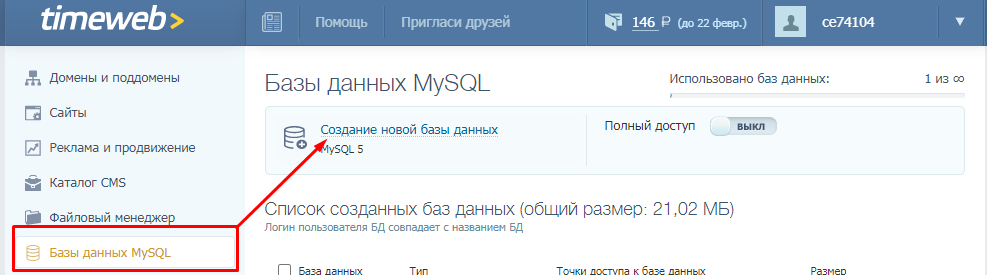 timeweb>
Помощь
Пригласи друзей
146 ₽ (до 22 февр.)
ce74104
Домены и поддомены
Сайты
Реклама и продвижение
Каталог CMS
Файловый менеджер
Базы данных MySQL
Базы данных MySQL
Использовано баз данных: 1 из ∞
Создание новой базы данных
MySQL 5
Полный доступ выкл
Список созданных баз данных (общий размер: 21,02 МБ)
Логин пользователя БД совпадает с названием БД
База данных Тип Точки доступа к базе данных Размер